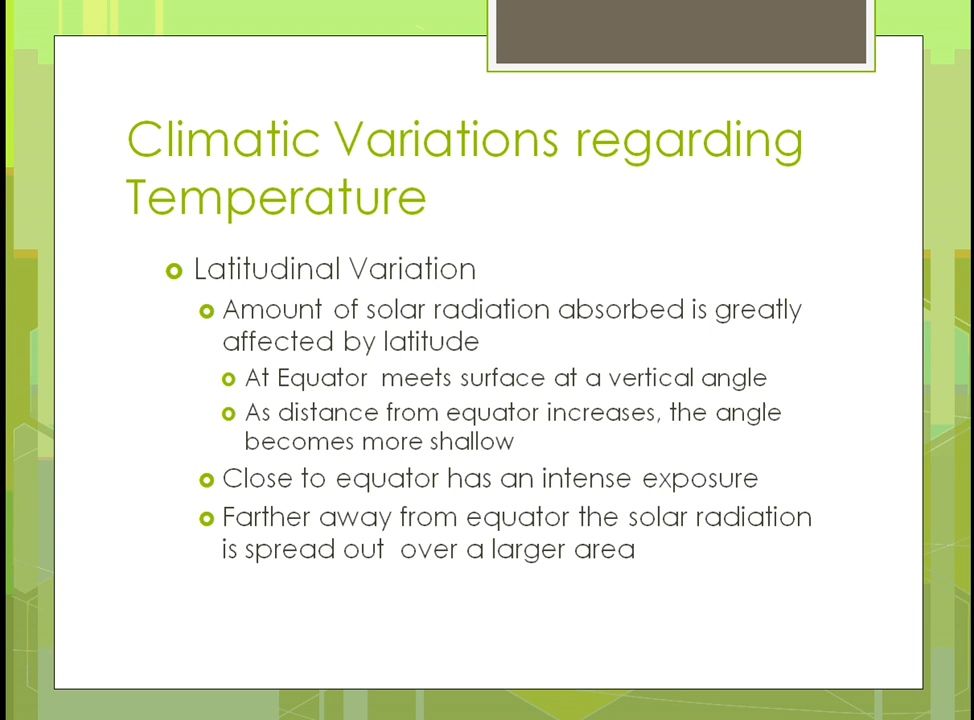 Climatic Variations regarding
Temperature
Latitudinal Variation
Amount of solar radiation absorbed is greatly
affected by latitude
At Equator meets surface at a vertical angle
As distance from equator increases, the angle
becomes more shallow
Close to equator has an intense exposure
Farther away from equator the solar radiation
is spread out over a larger area